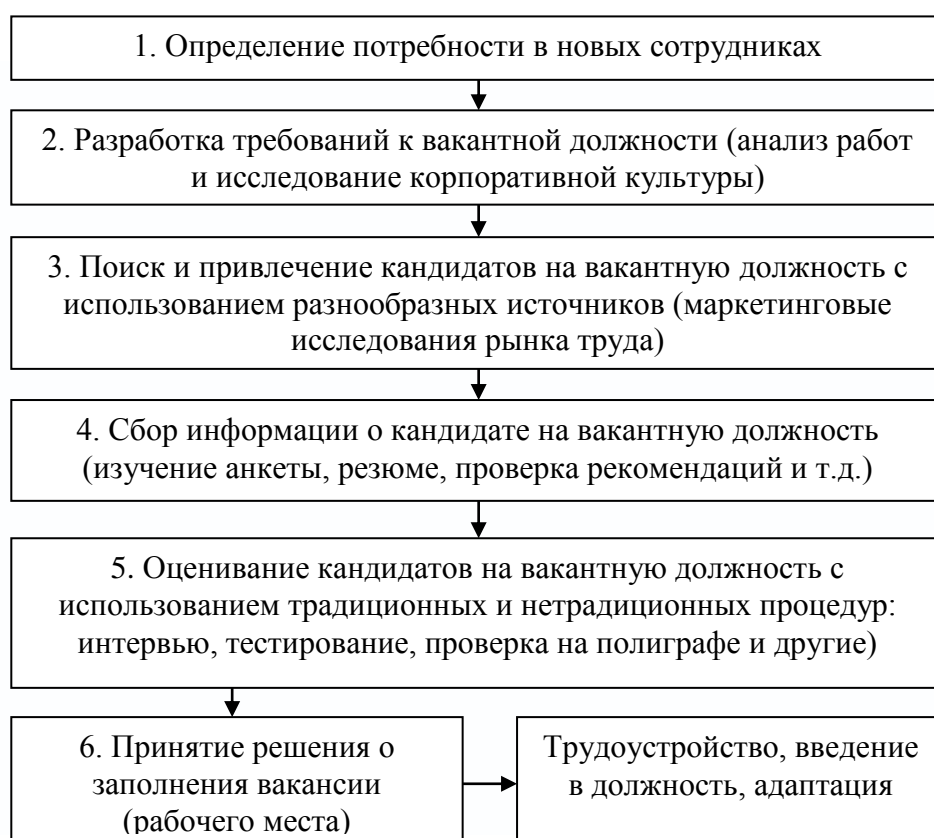 1. Определение потребности в новых сотрудниках
2. Разработка требований к вакантной должности (анализ работ
и исследование корпоративной культуры)
3. Поиск и привлечение кандидатов на вакантную должность с
использованием разнообразных источников (маркетинговые
исследования рынка труда)
4. Сбор информации о кандидате на вакантную должность
(изучение анкеты, резюме, проверка рекомендаций и т.д.)
5. Оценивание кандидатов на вакантную должность с
использованием традиционных и нетрадиционных процедур:
интервью, тестирование, проверка на полиграфе и другие)
6. Принятие решения о
заполнения вакансии
(рабочего места)
Трудоустройство, введение
в должность, адаптация